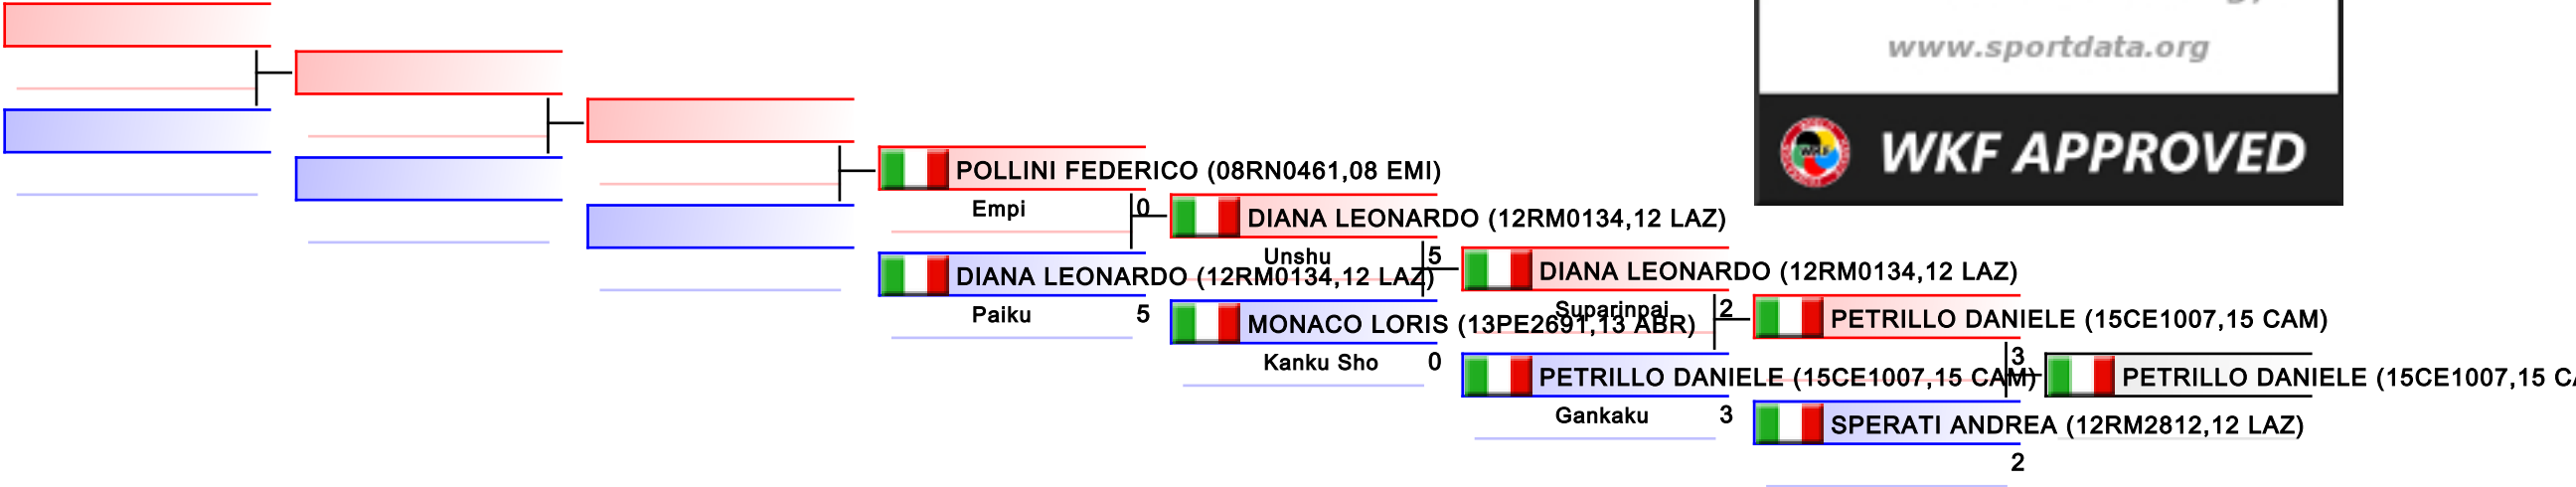 www.sportdata.org
WKF APPROVED
POLLINI FEDERICO (08RN0461,08 EMI)
Empi
0
DIANA LEONARDO (12RM0134,12 LAZ)
Paiku
5
DIANA LEONARDO (12RM0134,12 LAZ)
Unshu
5
MONACO LORIS (13PE2691,13 ABR)
Kanku Sho
0
DIANA LEONARDO (12RM0134,12 LAZ)
Suparinpai
2
PETRILLO DANIELE (15CE1007,15 CAM)
Gankaku
3
PETRILLO DANIELE (15CE1007,15 CAM)
3
SPERATI ANDREA (12RM2812,12 LAZ)
2
PETRILLO DANIELE (15CE1007,15 CA